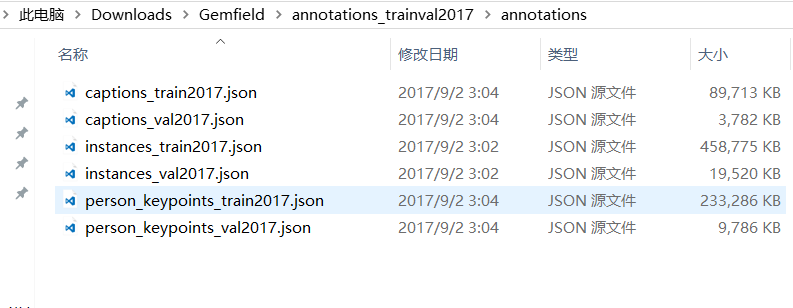 此电脑 > Downloads > Gemfield > annotations_trainval2017 > annotations
名称 修改日期 类型 大小
captions_train2017.json 2017/9/2 3:04 JSON 源文件 89,713 KB
captions_val2017.json 2017/9/2 3:04 JSON 源文件 3,782 KB
instances_train2017.json 2017/9/2 3:02 JSON 源文件 458,775 KB
instances_val2017.json 2017/9/2 3:02 JSON 源文件 19,520 KB
person_keypoints_train2017.json 2017/9/2 3:04 JSON 源文件 233,286 KB
person_keypoints_val2017.json 2017/9/2 3:04 JSON 源文件 9,786 KB